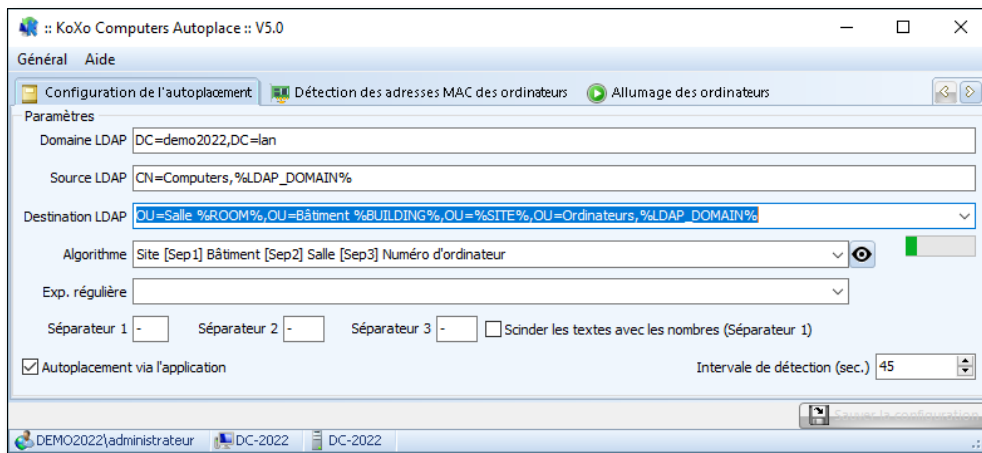 :: KoXo Computers Autoplace :: V5.0
Général Aide
Configuration de l'autoplacement Détection des adresses MAC des ordinateurs Allumage des ordinateurs
Paramètres
Domaine LDAP DC=demo2022,DC=lan
Source LDAP CN=Computers,%LDAP_DOMAIN%
Destination LDAP OU=Salle %ROOM%,OU=Bâtiment %BUILDING%,OU=%SITE%,OU=Ordinateurs,%LDAP_DOMAIN%
Algorithme Site [Sep1] Bâtiment [Sep2] Salle [Sep3] Numéro d'ordinateur
Exp. régulière
Séparateur 1 - Séparateur 2 - Séparateur 3 - Scinder les textes avec les nombres (Séparateur 1)
Autoplacement via l'application Intervale de détection (sec.) 45
Sauver la configuration
DEMO2022\administrateur DC-2022 DC-2022